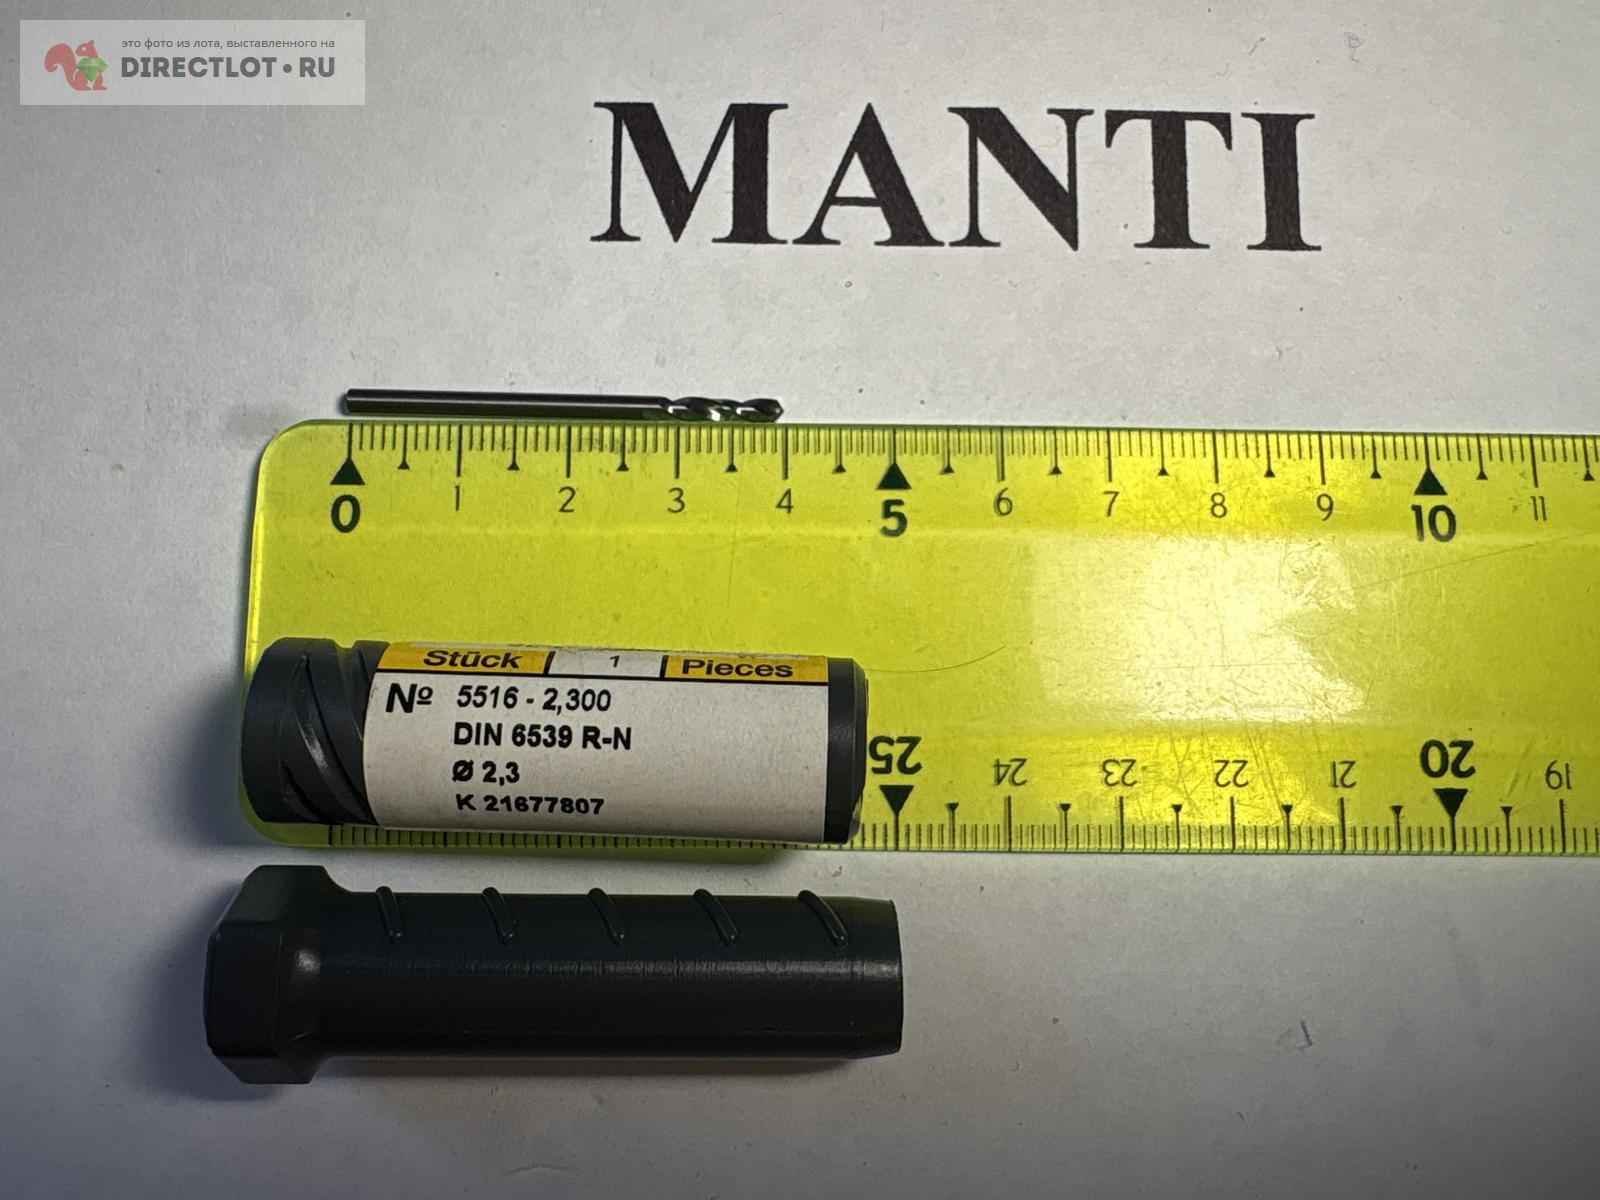 это фото из лота, выставленного на
DIRECTLOT•RU
MANTI
0 1 2 3 4 5 6 7 8 9 10 11
Stück 1 Pieces
№ 5516 - 2,300
DIN 6539 R-N
Ø 2,3
K 21677807
25 24 23 22 21 20 19